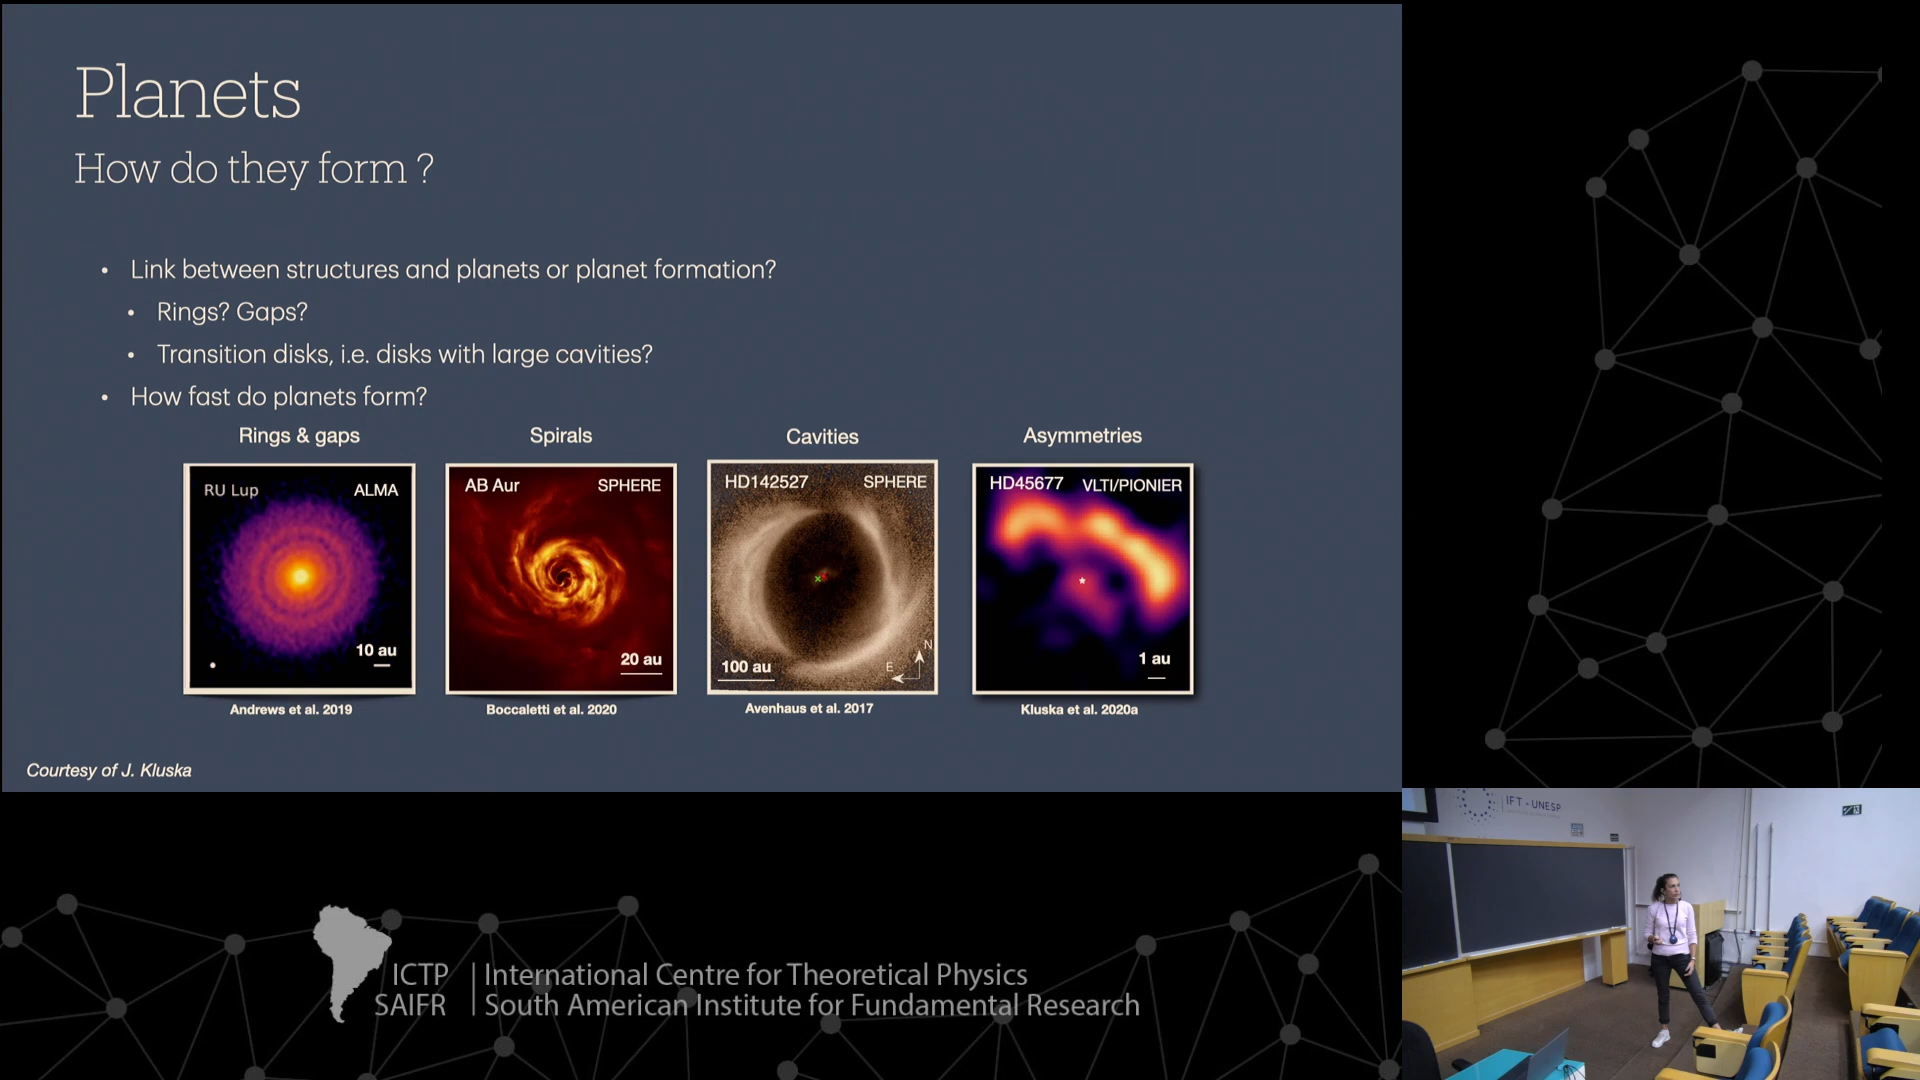 Planets
How do they form ?
• Link between structures and planets or planet formation?
• Rings? Gaps?
• Transition disks, i.e. disks with large cavities?
• How fast do planets form?
Rings & gaps
RU Lup ALMA
10 au
Andrews et al. 2019
Spirals
AB Aur SPHERE
20 au
Boccaletti et al. 2020
Cavities
HD142527 SPHERE
N
E
100 au
Avenhaus et al. 2017
Asymmetries
HD45677 VLTI/PIONIER
1 au
Kluska et al. 2020a
Courtesy of J. Kluska
ICTP | International Centre for Theoretical Physics
SAIFR | South American Institute for Fundamental Research
IFT - UNESP